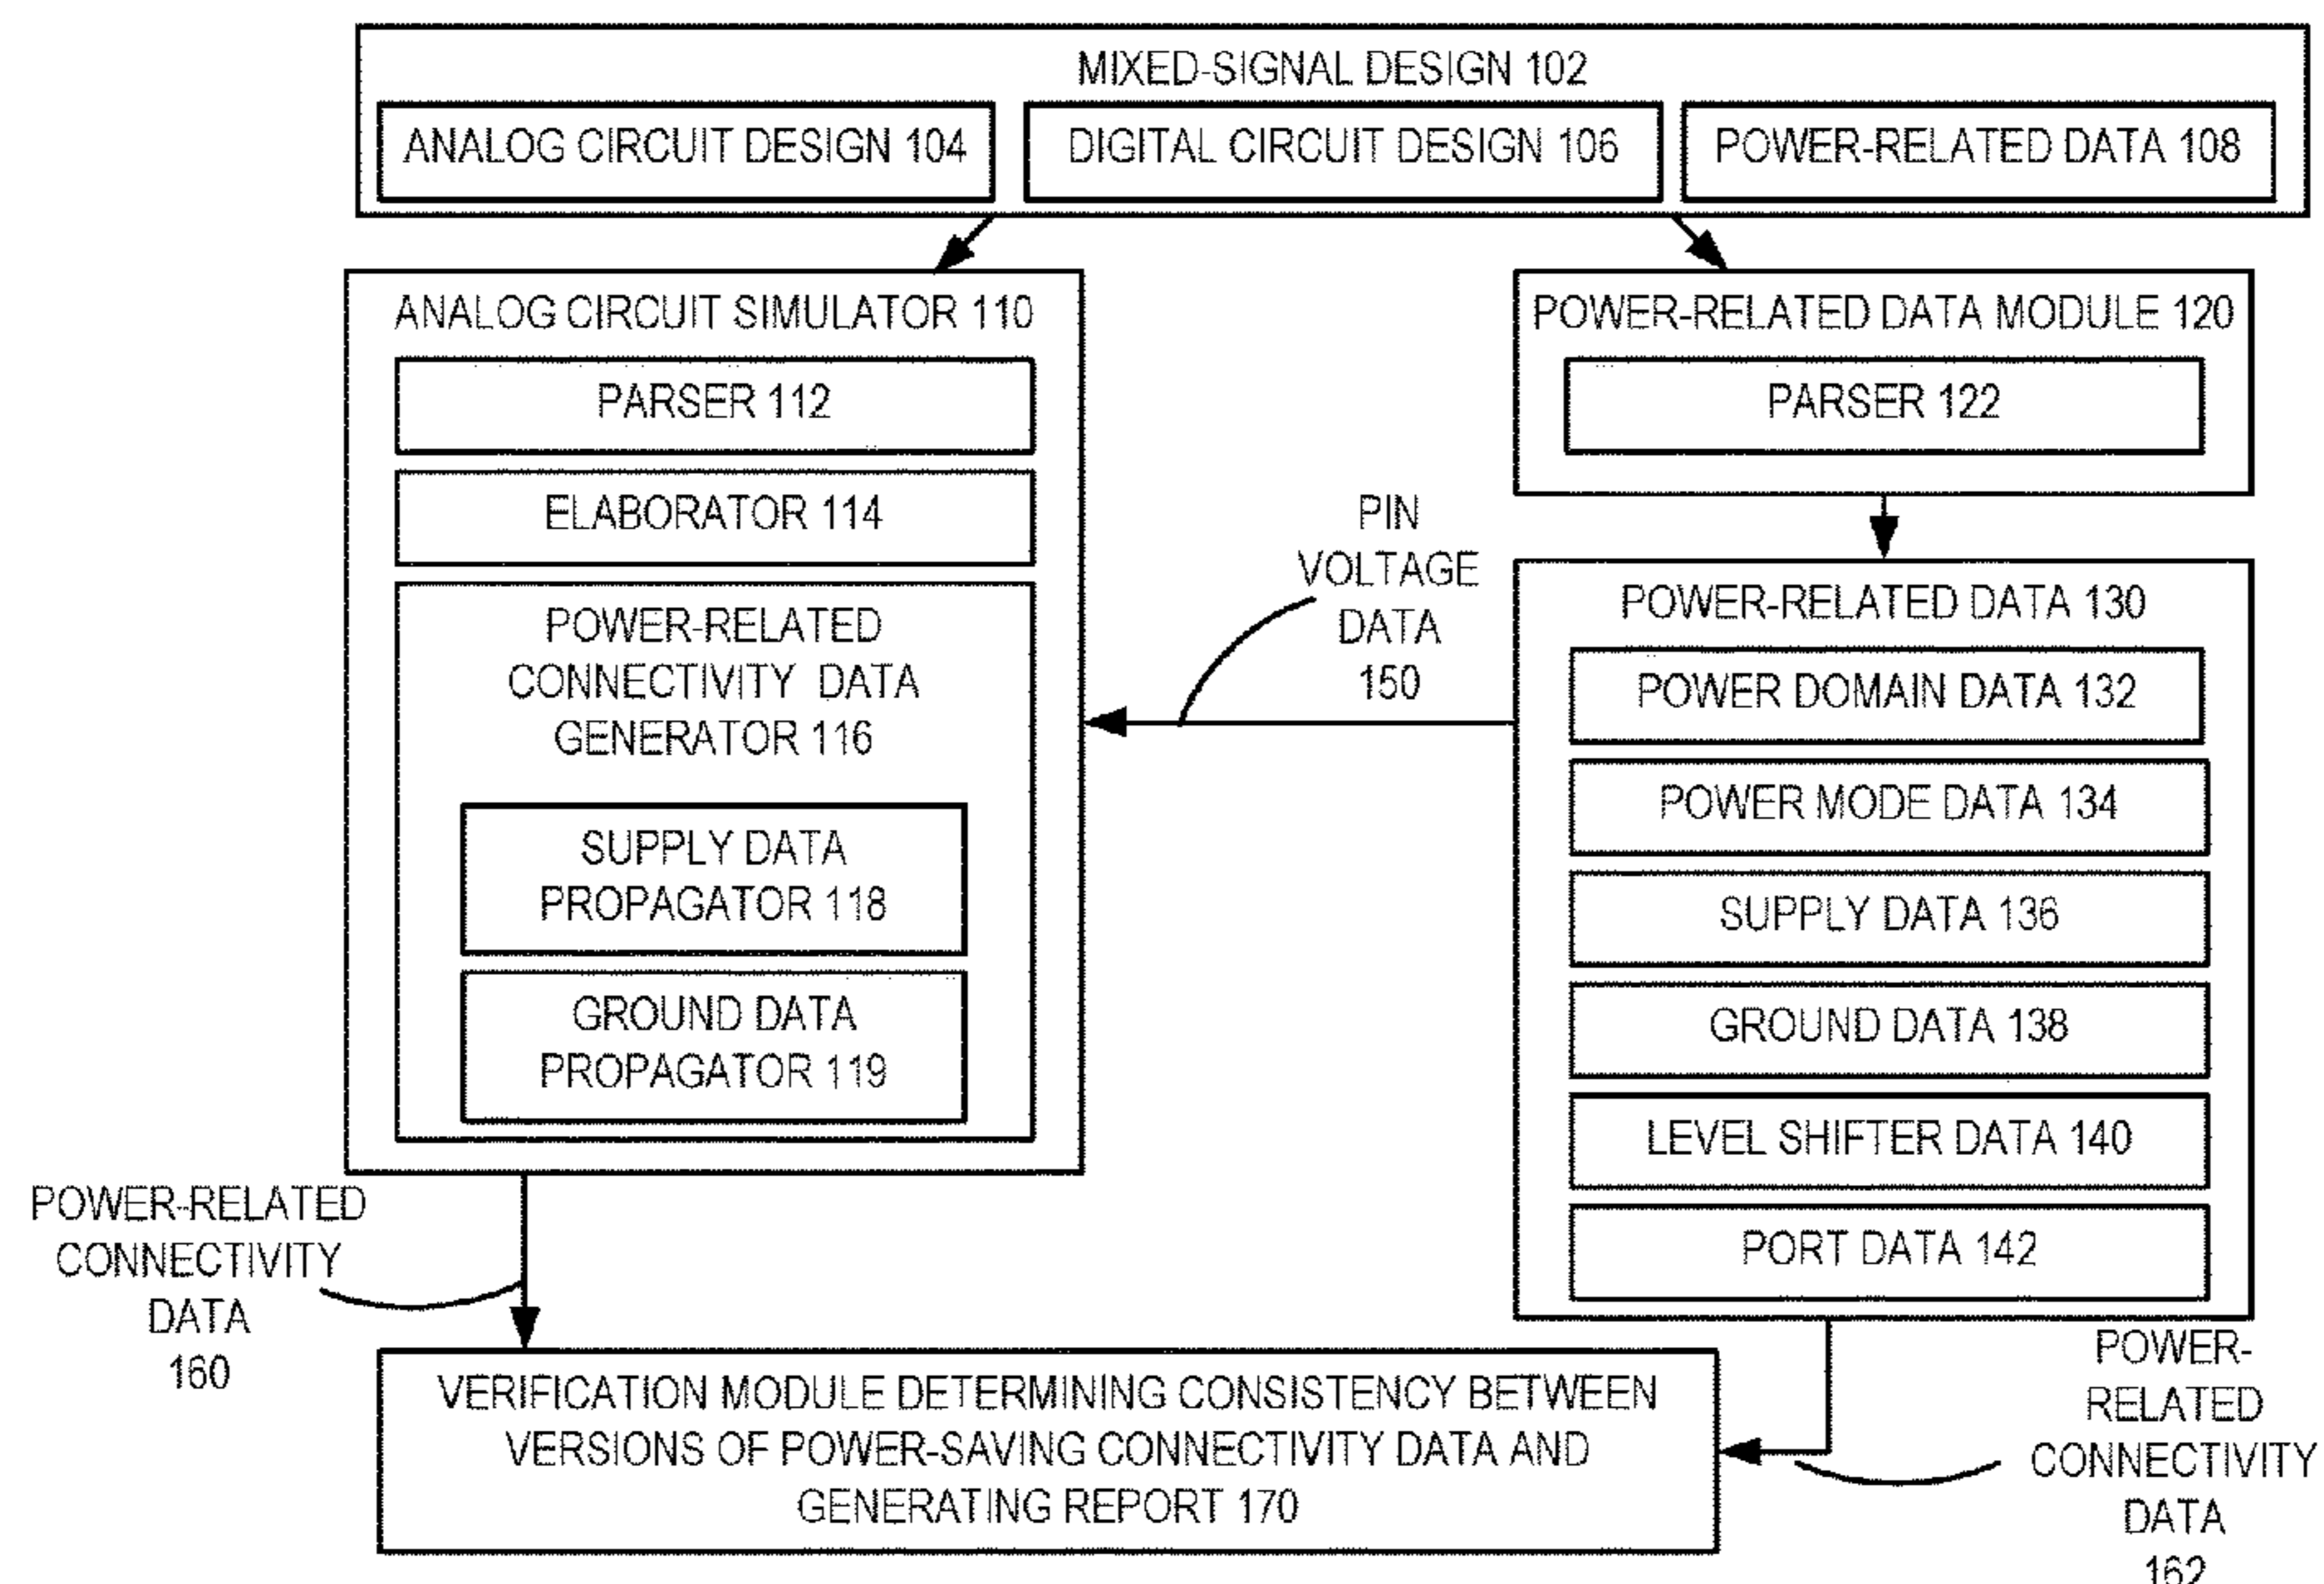 MIXED-SIGNAL DESIGN 102
ANALOG CIRCUIT DESIGN 104
DIGITAL CIRCUIT DESIGN 106
POWER-RELATED DATA 108
ANALOG CIRCUIT SIMULATOR 110
PARSER 112
ELABORATOR 114
POWER-RELATED
CONNECTIVITY DATA
GENERATOR 116
SUPPLY DATA
PROPAGATOR 118
GROUND DATA
PROPAGATOR 119
PIN
VOLTAGE
DATA
150
POWER-RELATED DATA MODULE 120
PARSER 122
POWER-RELATED DATA 130
POWER DOMAIN DATA 132
POWER MODE DATA 134
SUPPLY DATA 136
GROUND DATA 138
LEVEL SHIFTER DATA 140
PORT DATA 142
POWER-RELATED
CONNECTIVITY
DATA
160
VERIFICATION MODULE DETERMINING CONSISTENCY BETWEEN
VERSIONS OF POWER-SAVING CONNECTIVITY DATA AND
GENERATING REPORT 170
POWER-
RELATED
CONNECTIVITY
DATA
162